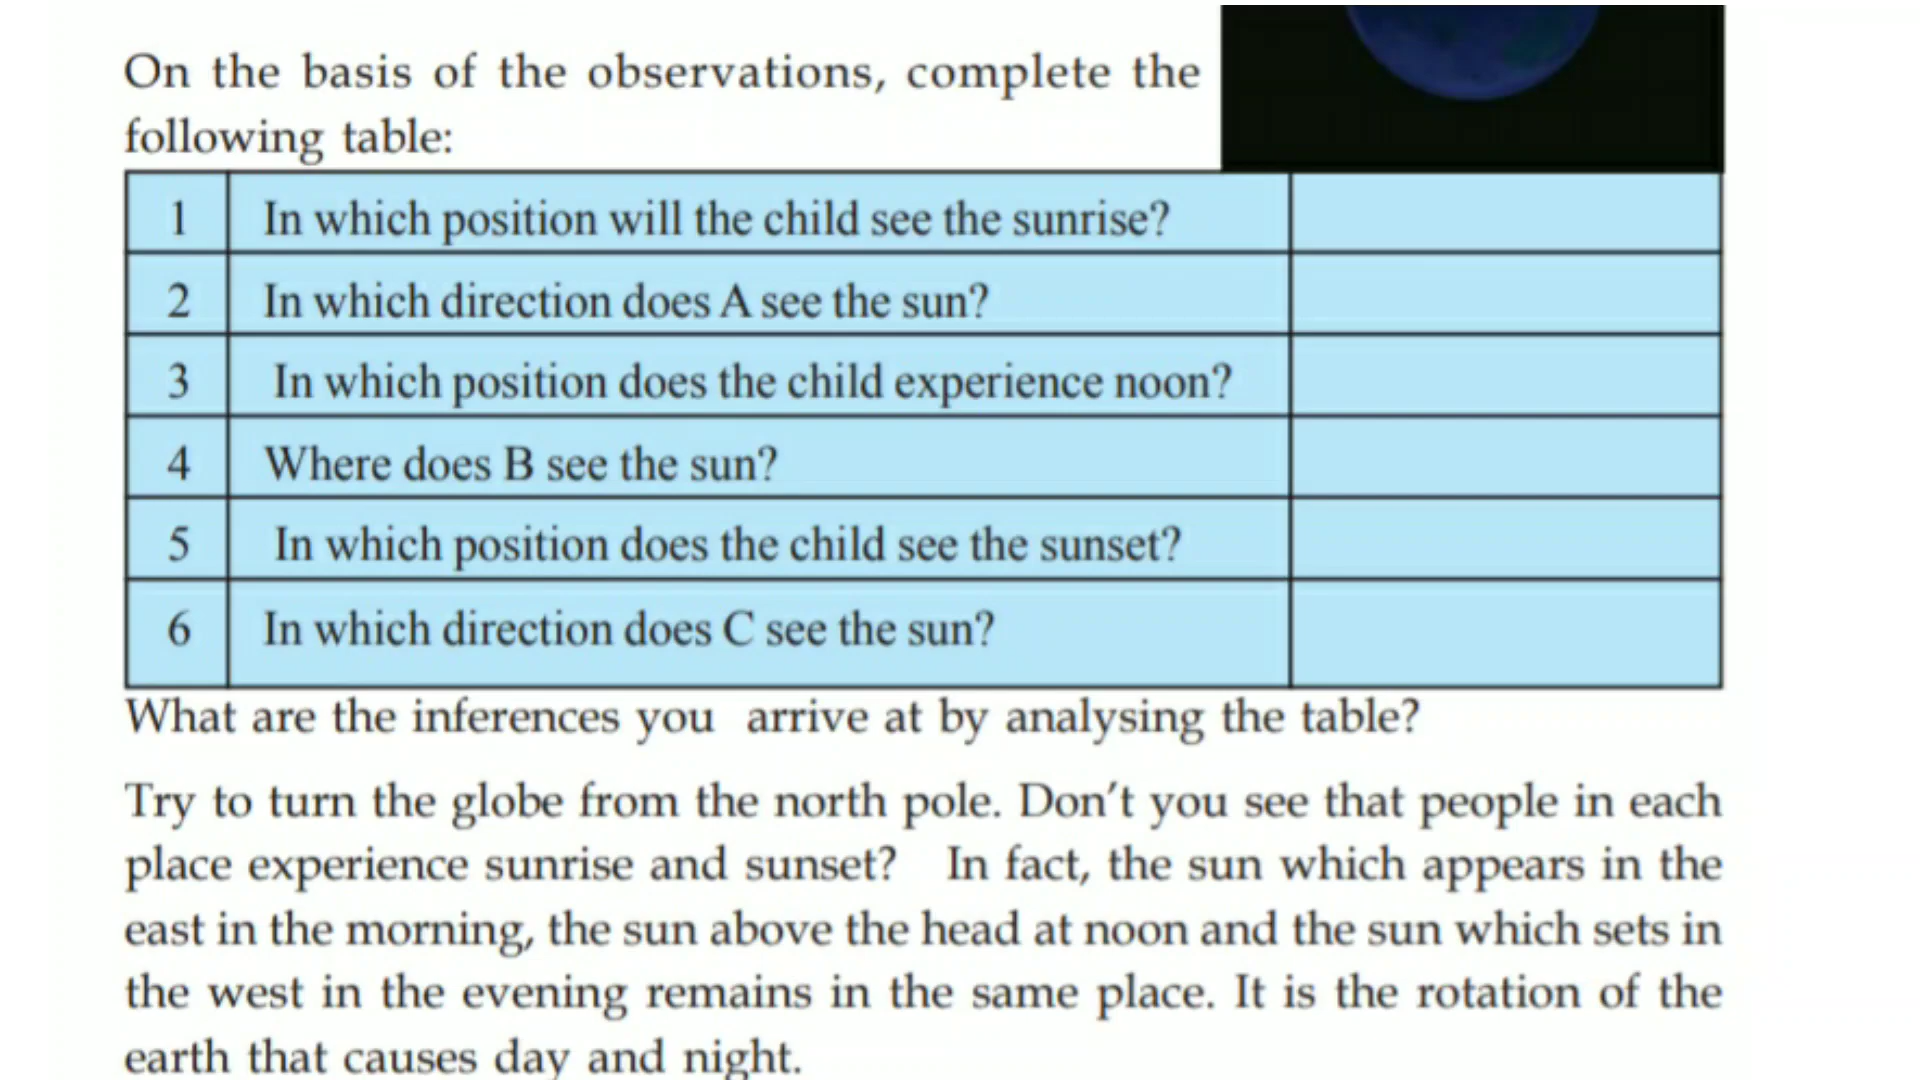 On the basis of the observations, complete the
following table:
1 In which position will the child see the sunrise?
2 In which direction does A see the sun?
3 In which position does the child experience noon?
4 Where does B see the sun?
5 In which position does the child see the sunset?
6 In which direction does C see the sun?
What are the inferences you arrive at by analysing the table?
Try to turn the globe from the north pole. Don't you see that people in each
place experience sunrise and sunset? In fact, the sun which appears in the
east in the morning, the sun above the head at noon and the sun which sets in
the west in the evening remains in the same place. It is the rotation of the
earth that causes day and night.